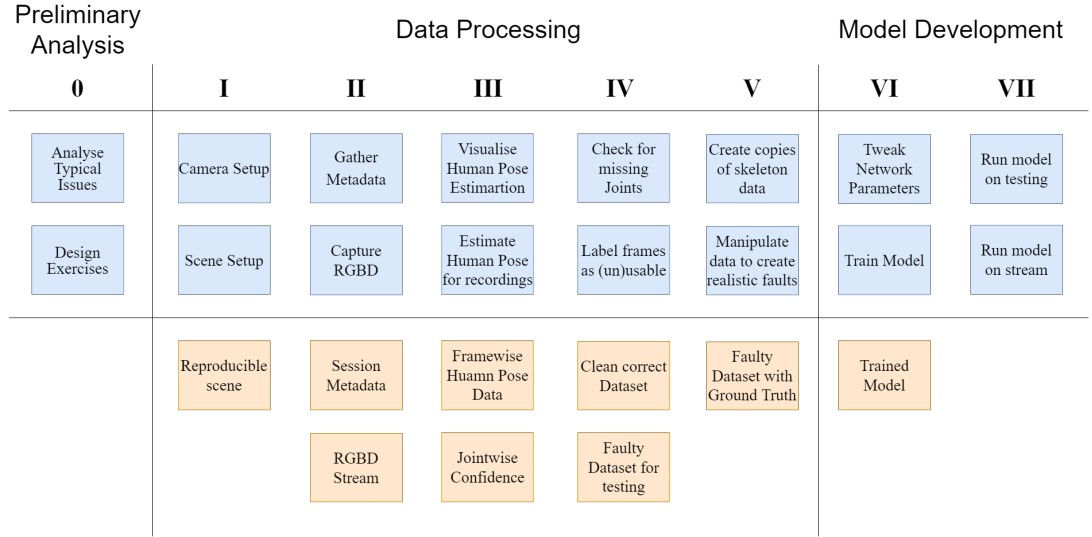 Preliminary
Analysis
Data Processing
Model Development
0
I
II
III
IV
V
VI
VII
Analyse
Typical
Issues
Camera Setup
Gather
Metadata
Visualise
Human Pose
Estimartion
Check for
missing
Joints
Create copies
of skeleton
data
Tweak
Network
Parameters
Run model
on testing
Design
Exercises
Scene Setup
Capture
RGBD
Estimate
Human Pose
for recordings
Label frames
as (un)usable
Manipulate
data to create
realistic faults
Train Model
Run model
on stream
Reproducible
scene
Session
Metadata
Framewise
Huamn Pose
Data
Clean correct
Dataset
Faulty
Dataset with
Ground Truth
Trained
Model
RGBD
Stream
Jointwise
Confidence
Faulty
Dataset for
testing